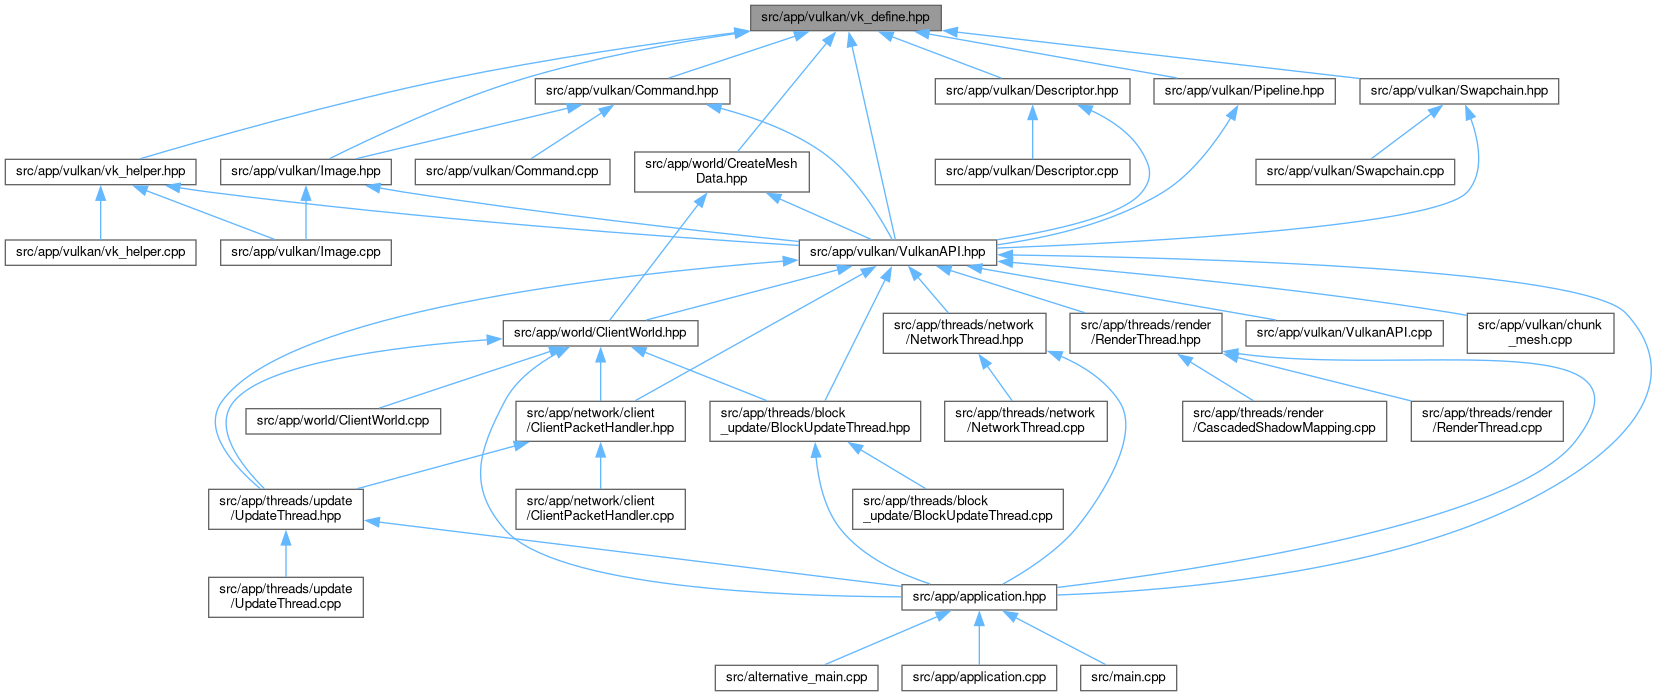 src/app/vulkan/vk_define.hpp
src/app/vulkan/Command.hpp
src/app/vulkan/Descriptor.hpp
src/app/vulkan/Pipeline.hpp
src/app/vulkan/Swapchain.hpp
src/app/vulkan/vk_helper.hpp
src/app/vulkan/Image.hpp
src/app/vulkan/Command.cpp
src/app/world/CreateMesh
Data.hpp
src/app/vulkan/Descriptor.cpp
src/app/vulkan/Swapchain.cpp
src/app/vulkan/vk_helper.cpp
src/app/vulkan/Image.cpp
src/app/vulkan/VulkanAPI.hpp
src/app/world/ClientWorld.hpp
src/app/threads/network
/NetworkThread.hpp
src/app/threads/render
/RenderThread.hpp
src/app/vulkan/VulkanAPI.cpp
src/app/vulkan/chunk
_mesh.cpp
src/app/world/ClientWorld.cpp
src/app/network/client
/ClientPacketHandler.hpp
src/app/threads/block
_update/BlockUpdateThread.hpp
src/app/threads/network
/NetworkThread.cpp
src/app/threads/render
/CascadedShadowMapping.cpp
src/app/threads/render
/RenderThread.cpp
src/app/threads/update
/UpdateThread.hpp
src/app/network/client
/ClientPacketHandler.cpp
src/app/threads/block
_update/BlockUpdateThread.cpp
src/app/threads/update
/UpdateThread.cpp
src/app/application.hpp
src/alternative_main.cpp
src/app/application.cpp
src/main.cpp